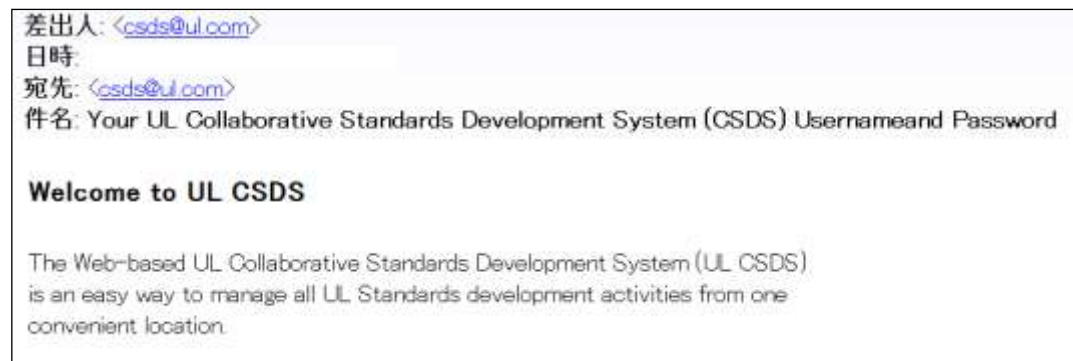 差出人: <csds@ul.com>
日時:
宛先: <csds@ul.com>
件名: Your UL Collaborative Standards Development System (CSDS) Usernameand Password
Welcome to UL CSDS
The Web-based UL Collaborative Standards Development System (UL CSDS)
is an easy way to manage all UL Standards development activities from one
convenient location.